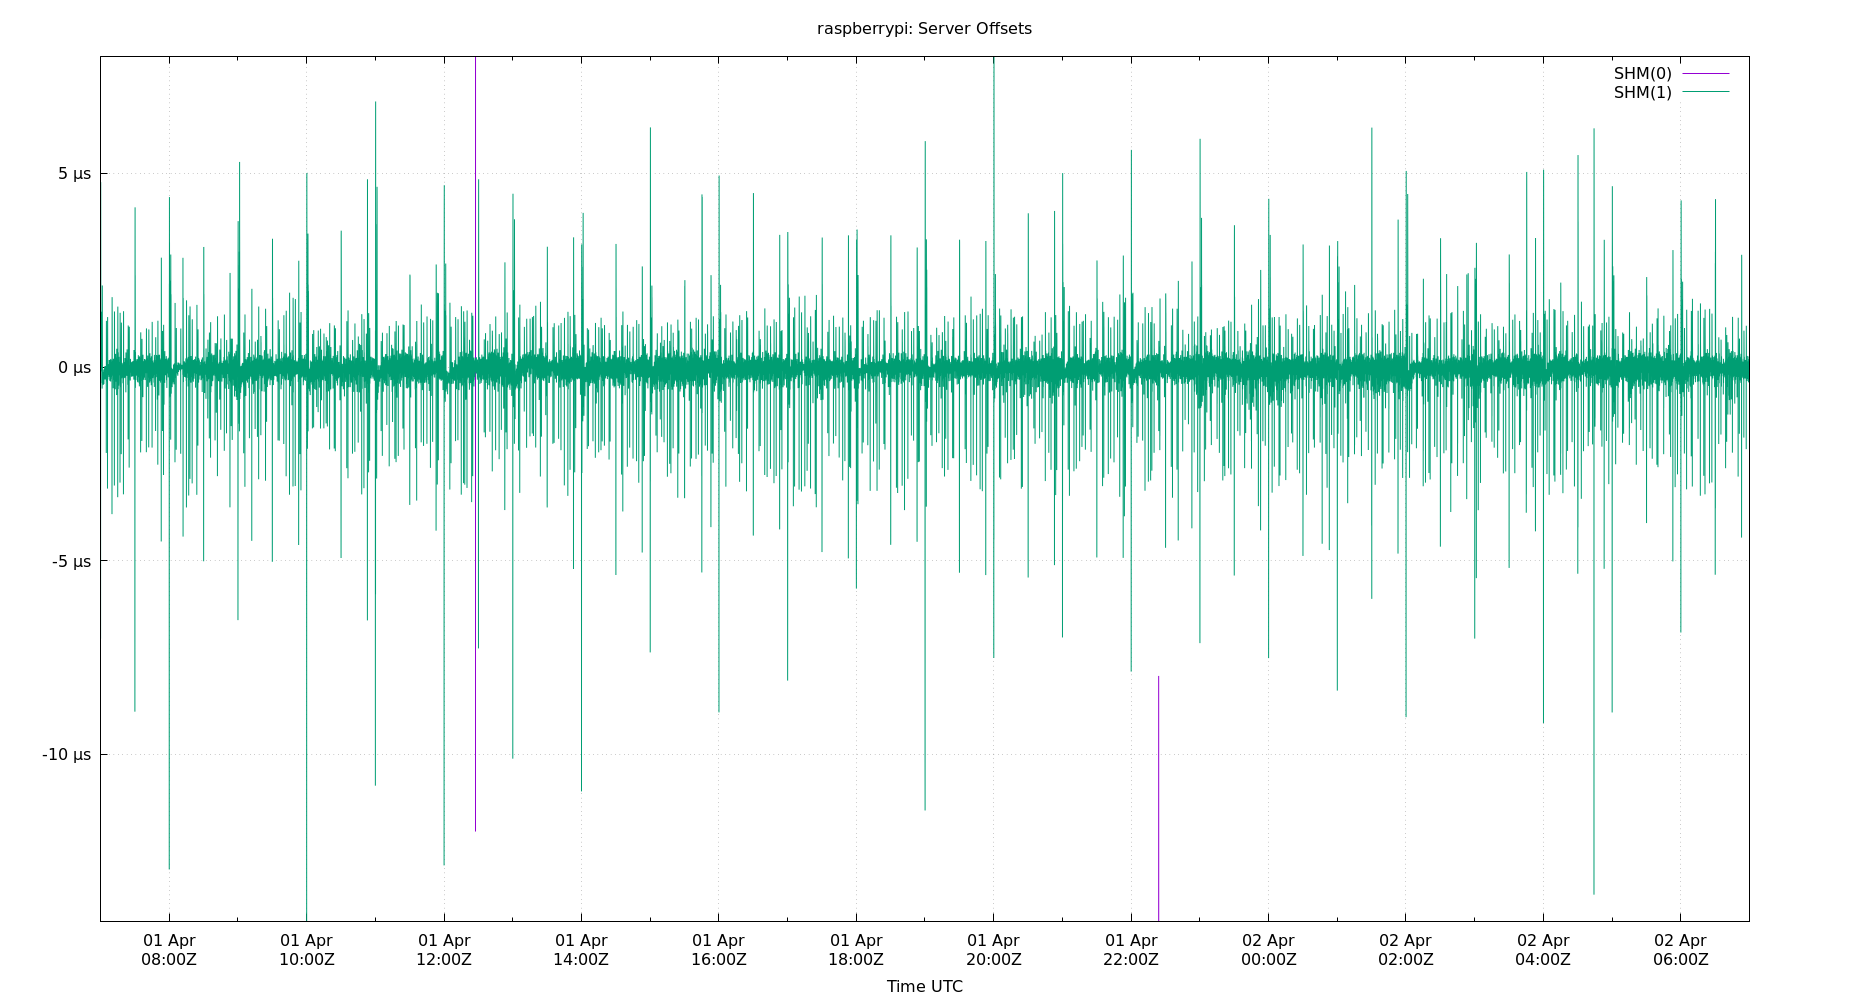 raspberrypi: Server Offsets
SHM(0)
SHM(1)
5 µs
0 µs
-5 µs
-10 µs
01 Apr 01 Apr 01 Apr 01 Apr 01 Apr 01 Apr 01 Apr 01 Apr 02 Apr 02 Apr 02 Apr 02 Apr
08:00Z 10:00Z 12:00Z 14:00Z 16:00Z 18:00Z 20:00Z 22:00Z 00:00Z 02:00Z 04:00Z 06:00Z
Time UTC